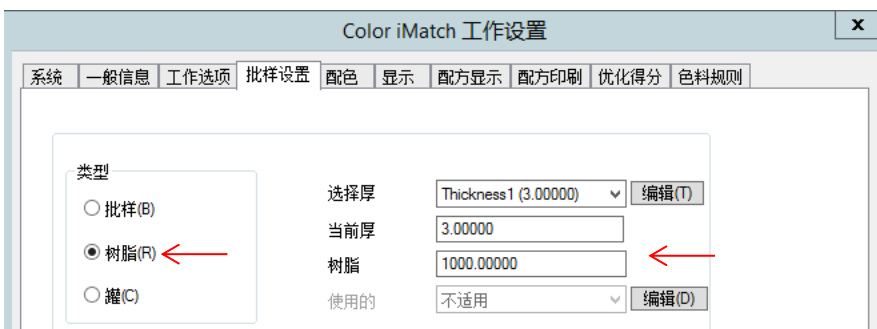 Color iMatch 工作设置
x
系统 一般信息 工作选项 批样设置 配色 显示 配方显示 配方印刷 优化得分 色料规则
类型
批样(B)
树脂(R)
罐(C)
选择厚 Thickness1 (3.00000) 编辑(T)
当前厚 3.00000
树脂 1000.00000
使用的 不适用 编辑(D)